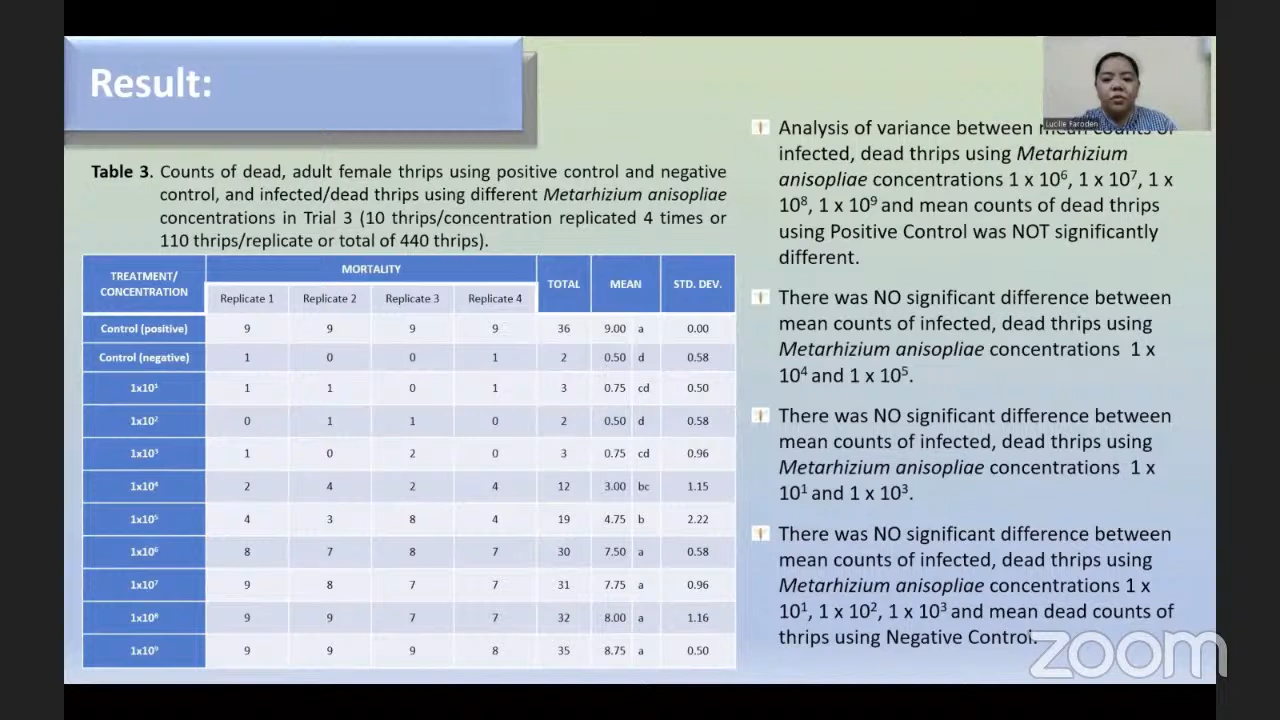 Result:
Lucille Faroden
Table 3. Counts of dead, adult female thrips using positive control and negative
control, and infected/dead thrips using different Metarhizium anisopliae
concentrations in Trial 3 (10 thrips/concentration replicated 4 times or
110 thrips/replicate or total of 440 thrips).
TREATMENT/ CONCENTRATION MORTALITY TOTAL MEAN STD. DEV.
Replicate 1 Replicate 2 Replicate 3 Replicate 4
Control (positive) 9 9 9 9 36 9.00 a 0.00
Control (negative) 1 0 0 1 2 0.50 d 0.58
1x10¹ 1 1 0 1 3 0.75 cd 0.50
1x10² 0 1 1 0 2 0.50 d 0.58
1x10³ 1 0 2 0 3 0.75 cd 0.96
1x10⁴ 2 4 2 4 12 3.00 bc 1.15
1x10⁵ 4 3 8 4 19 4.75 b 2.22
1x10⁶ 8 7 8 7 30 7.50 a 0.58
1x10⁷ 9 8 7 7 31 7.75 a 0.96
1x10⁸ 9 9 7 7 32 8.00 a 1.16
1x10⁹ 9 9 9 8 35 8.75 a 0.50
Analysis of variance between mean counts of
infected, dead thrips using Metarhizium
anisopliae concentrations 1 x 10⁶, 1 x 10⁷, 1 x
10⁸, 1 x 10⁹ and mean counts of dead thrips
using Positive Control was NOT significantly
different.
There was NO significant difference between
mean counts of infected, dead thrips using
Metarhizium anisopliae concentrations 1 x
10⁴ and 1 x 10⁵.
There was NO significant difference between
mean counts of infected, dead thrips using
Metarhizium anisopliae concentrations 1 x
10¹ and 1 x 10³.
There was NO significant difference between
mean counts of infected, dead thrips using
Metarhizium anisopliae concentrations 1 x
10¹, 1 x 10², 1 x 10³ and mean dead counts of
thrips using Negative Control.
zoom